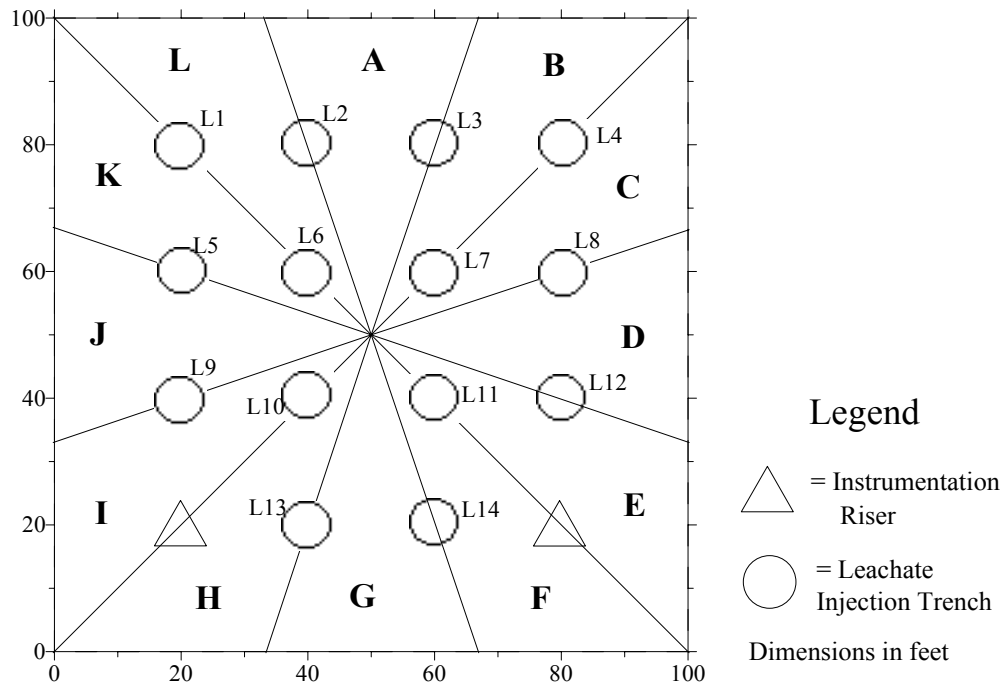 100
L
A
B
L1
L2
L3
L4
80
K
C
L5
L6
L7
L8
60
J
D
L9
L10
L11
L12
40
Legend
I
E
= Instrumentation
Riser
L13
L14
20
H
G
F
= Leachate
Injection Trench
0
0 20 40 60 80 100
Dimensions in feet